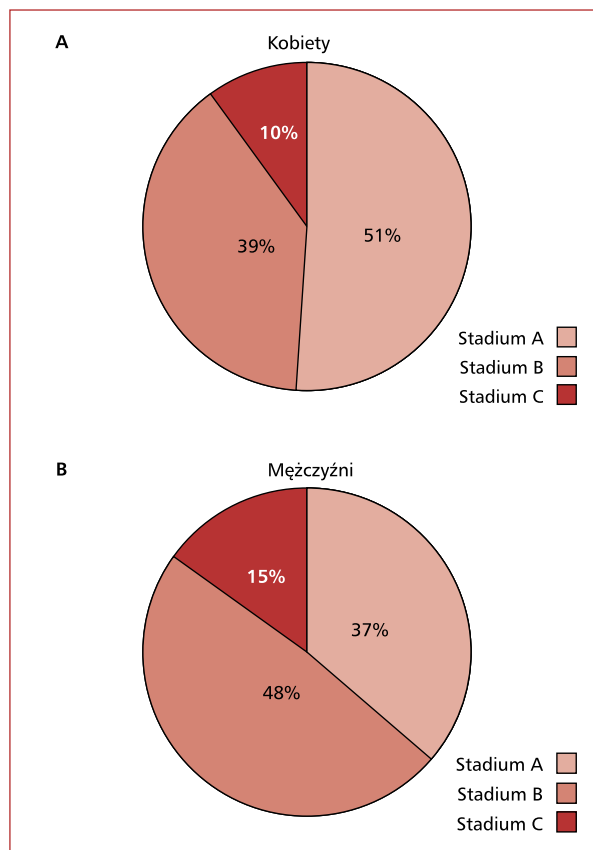 A
Kobiety
10%
51%
39%
Stadium A
Stadium B
Stadium C
B
Mężczyźni
15%
37%
48%
Stadium A
Stadium B
Stadium C